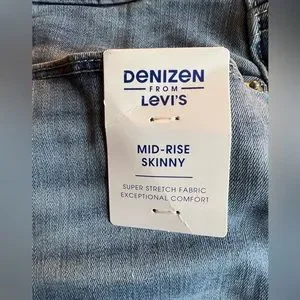 DENIZEN
FROM
LEVI'S
MID-RISE
SKINNY
SUPER STRETCH FABRIC
EXCEPTIONAL COMFORT